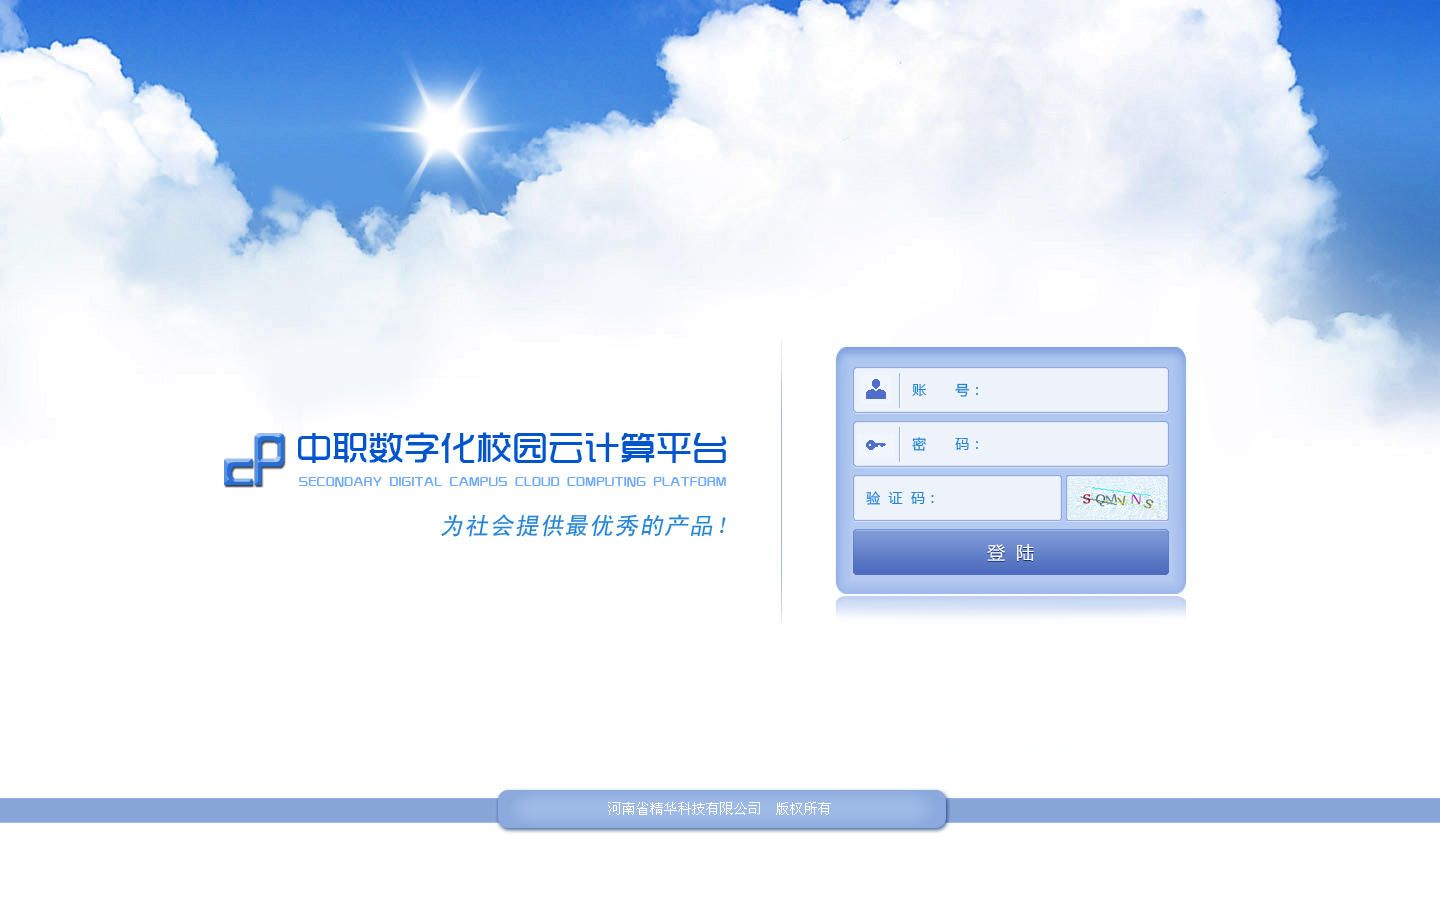 中职数字化校园云计算平台
SECONDARY DIGITAL CAMPUS CLOUD COMPUTING PLATFORM
为社会提供最优秀的产品！
账 号：
密 码：
验 证 码：
SQMVNS
登 陆
河南省精华科技有限公司 版权所有